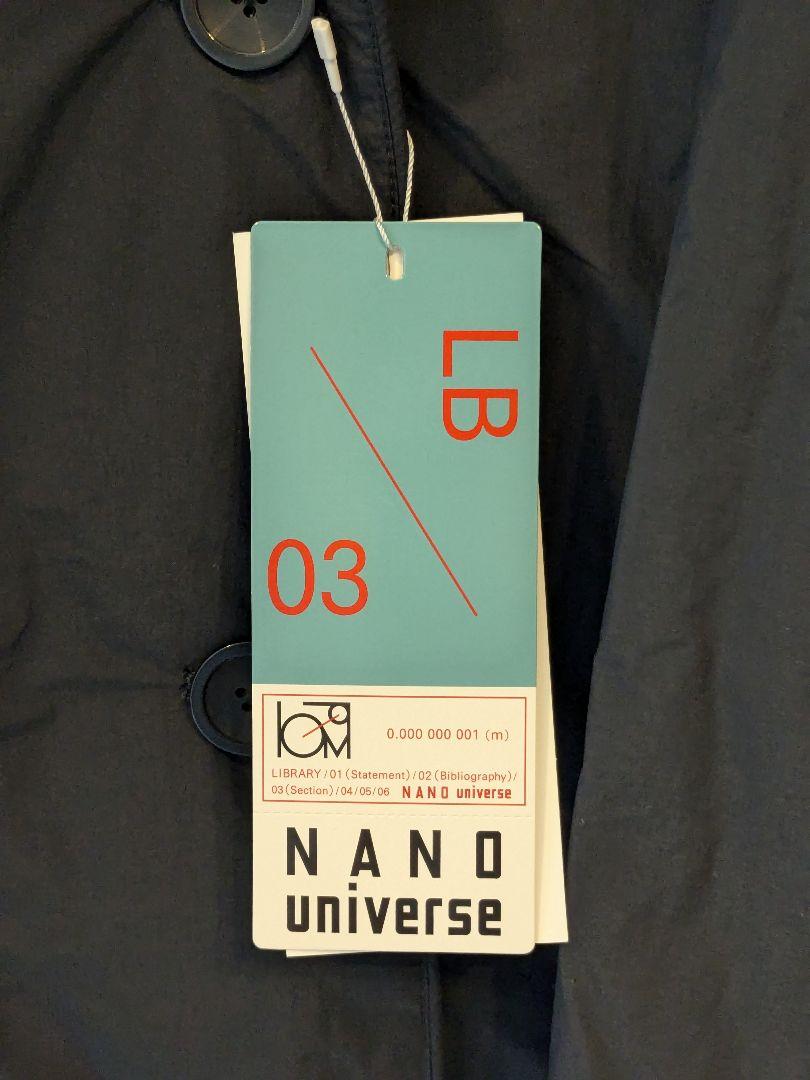 LB
03
0.000 000 001 (m)
LIBRARY/01(Statement)/02(Bibliography)/
03(Section)/04/05/06 NANO universe
NANO
universe